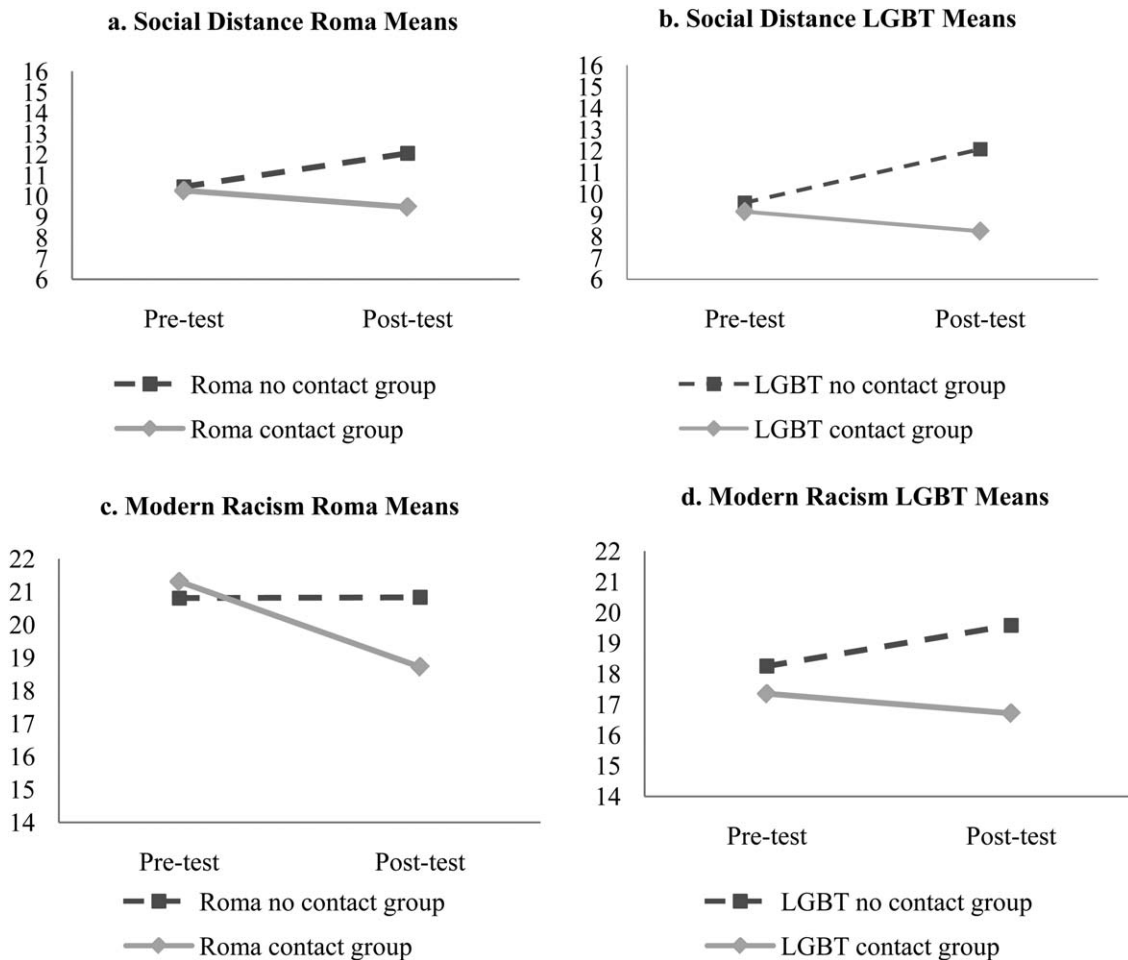 a. Social Distance Roma Means
16
15
14
13
12
11
10
9
8
7
6
Pre-test Post-test
Roma no contact group
Roma contact group
b. Social Distance LGBT Means
16
15
14
13
12
11
10
9
8
7
6
Pre-test Post-test
LGBT no contact group
LGBT contact group
c. Modern Racism Roma Means
22
21
20
19
18
17
16
15
14
Pre-test Post-test
Roma no contact group
Roma contact group
d. Modern Racism LGBT Means
22
21
20
19
18
17
16
15
14
Pre-test Post-test
LGBT no contact group
LGBT contact group